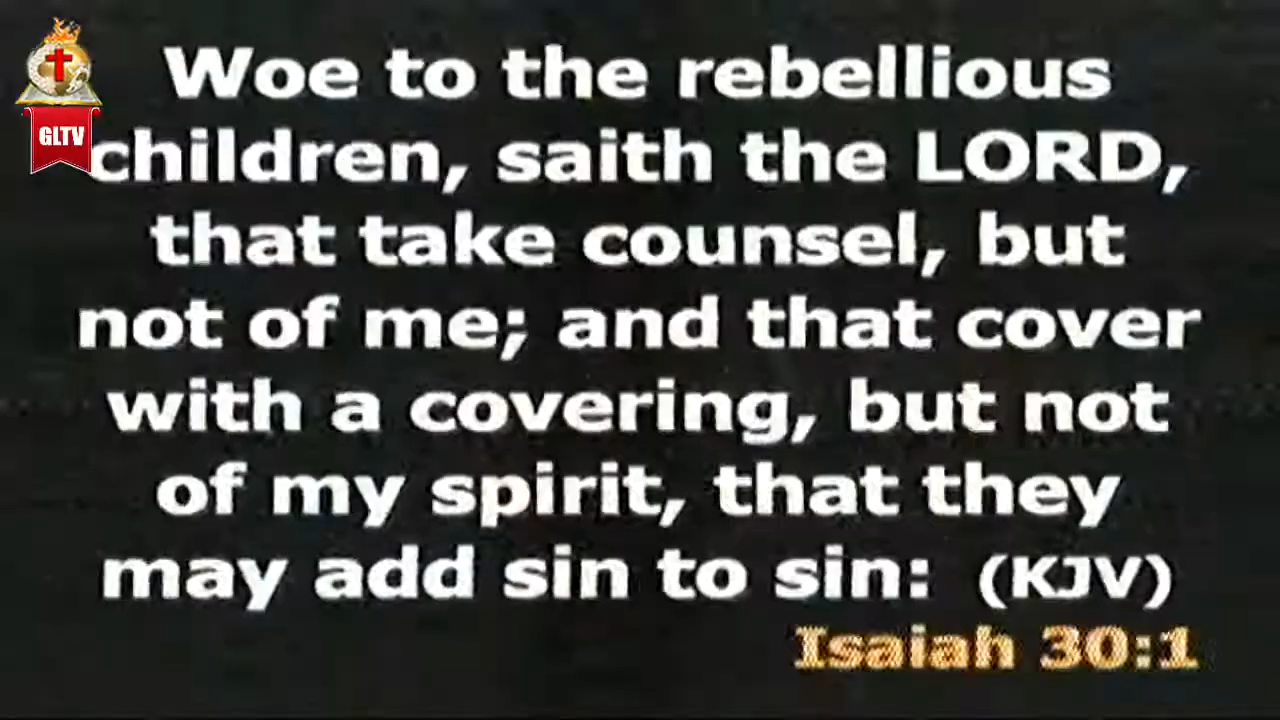 Woe to the rebellious
children, saith the LORD,
that take counsel, but
not of me; and that cover
with a covering, but not
of my spirit, that they
may add sin to sin: (KJV)
Isaiah 30:1
GLTV